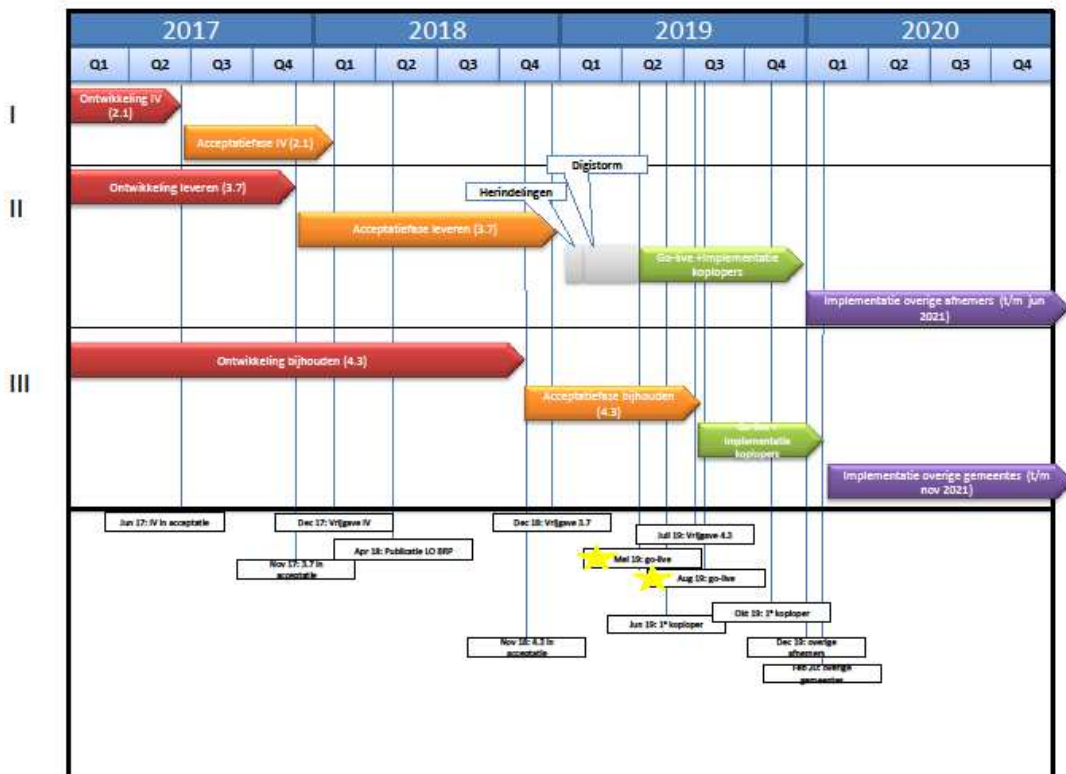 2017 2018 2019 2020
Q1 Q2 Q3 Q4 Q1 Q2 Q3 Q4 Q1 Q2 Q3 Q4 Q1 Q2 Q3 Q4
I
Ontwikkeling IV
(2.1)
Acceptatiefase IV (2.1)
Digistorm
II
Ontwikkeling leveren (3.7)
Herindelingen
Acceptatiefase leveren (3.7)
Go-live +Implementatie
koplopers
Implementatie overige afnemers (t/m jun
2021)
III
Ontwikkeling bijhouden (4.3)
Acceptatiefase bijhouden
(4.3)
Implementatie
koplopers
Implementatie overige gemeentes (t/m
nov 2021)
Jun 17: IV in acceptatie
Dec 17: Vrijgave IV
Dec 18: Vrijgave 3.7
Juli 19: Vrijgave 4.3
Apr 18: Publicatie LO BRP
Nov 17: 3.7 in
acceptatie
Mei 19: go-live
Aug 19: go-live
Okt 19: 1e koploper
Jun 19: 1e koploper
Nov 18: 4.3 in
acceptatie
Dec 19: overige
afnemers
Feb 20: overige
gemeentes